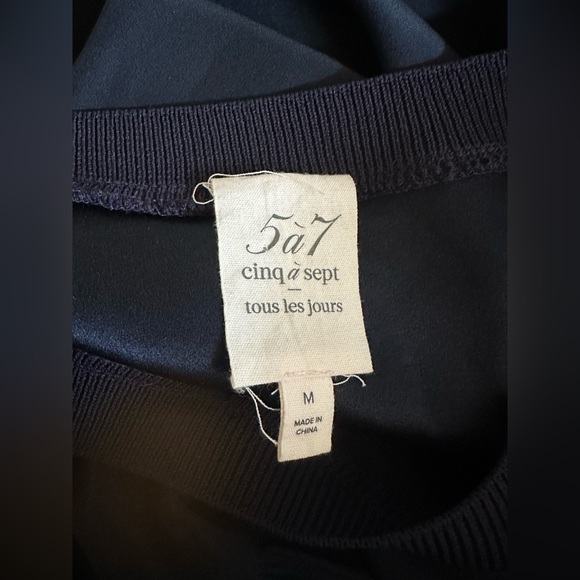 5à7
cinq à sept
tous les jours
M
MADE IN
CHINA